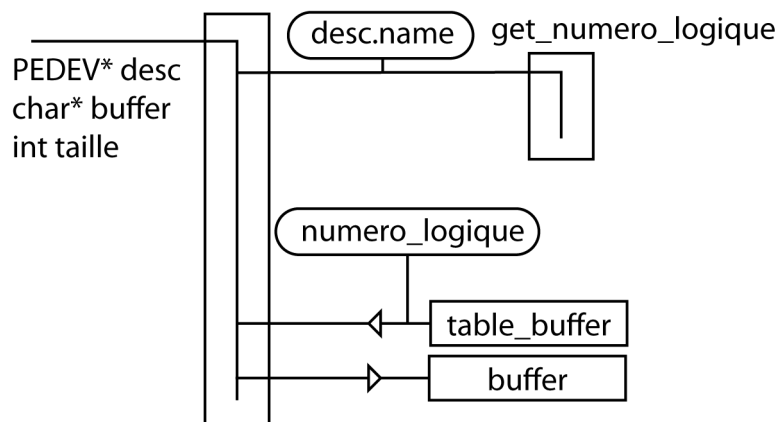 desc.name
get_numero_logique
PEDEV* desc
char* buffer
int taille
numero_logique
table_buffer
buffer